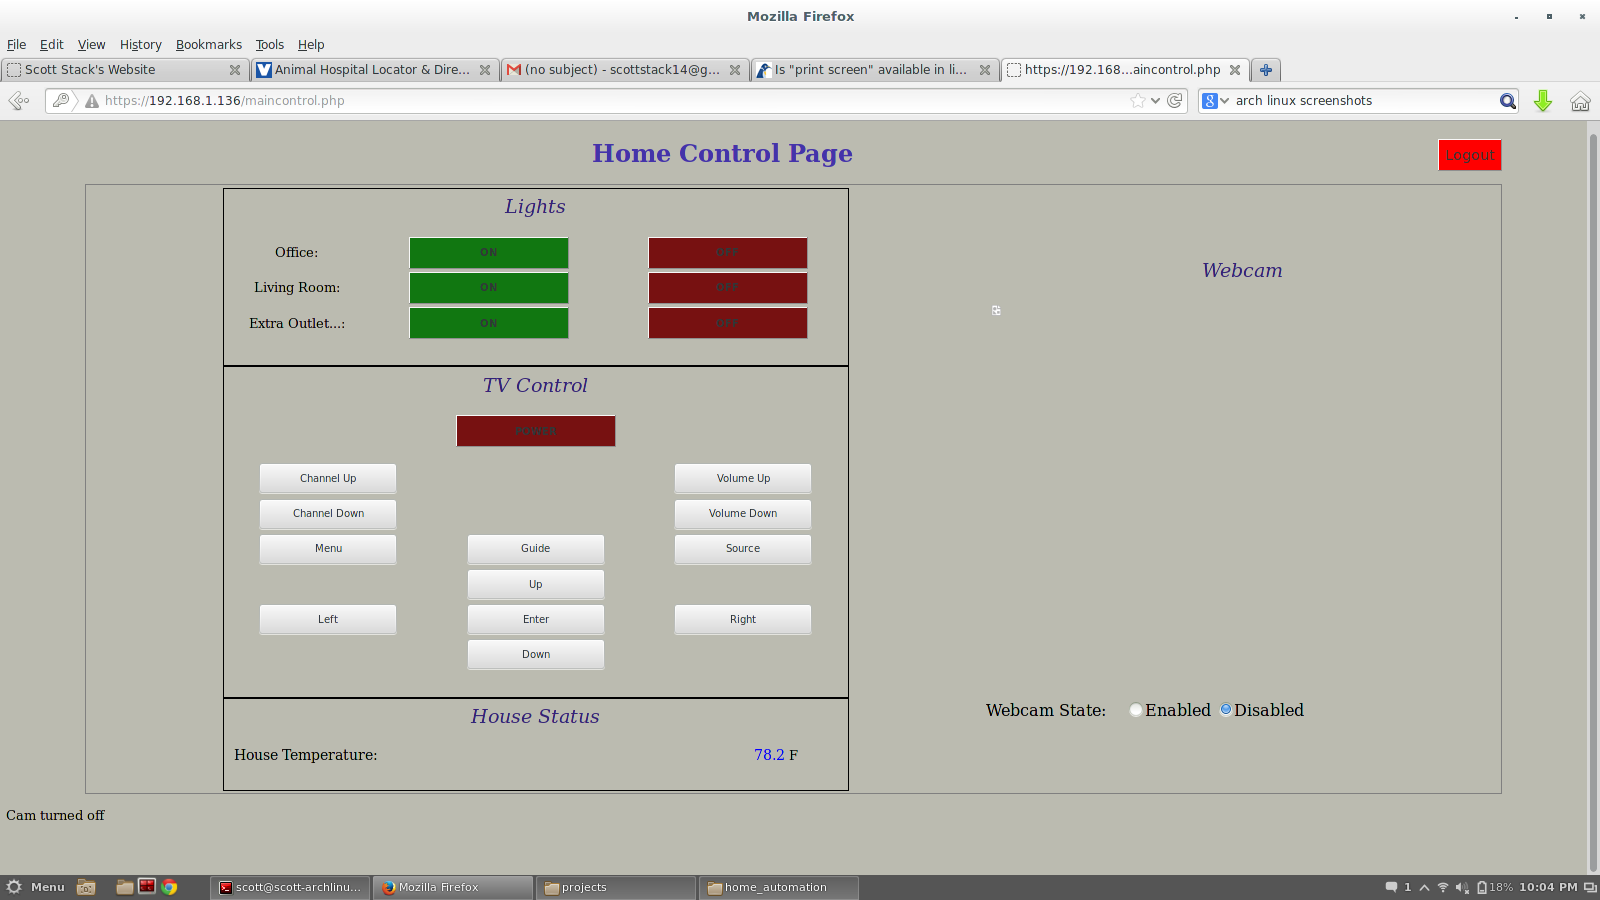 Mozilla Firefox
File Edit View History Bookmarks Tools Help
Scott Stack's Website
Animal Hospital Locator & Dire...
(no subject) - scottstack14@g...
Is "print screen" available in li...
https://192.168...aincontrol.php
https://192.168.1.136/maincontrol.php
arch linux screenshots
Home Control Page
Logout
Lights
Office: ON OFF
Living Room: ON OFF
Extra Outlet...: ON OFF
Webcam
TV Control
POWER
Channel Up Volume Up
Channel Down Volume Down
Menu Guide Source
Up
Left Enter Right
Down
Webcam State: Enabled Disabled
House Status
House Temperature: 78.2 F
Cam turned off
Menu scott@scott-archlinu... Mozilla Firefox projects home_automation 1 18% 10:04 PM